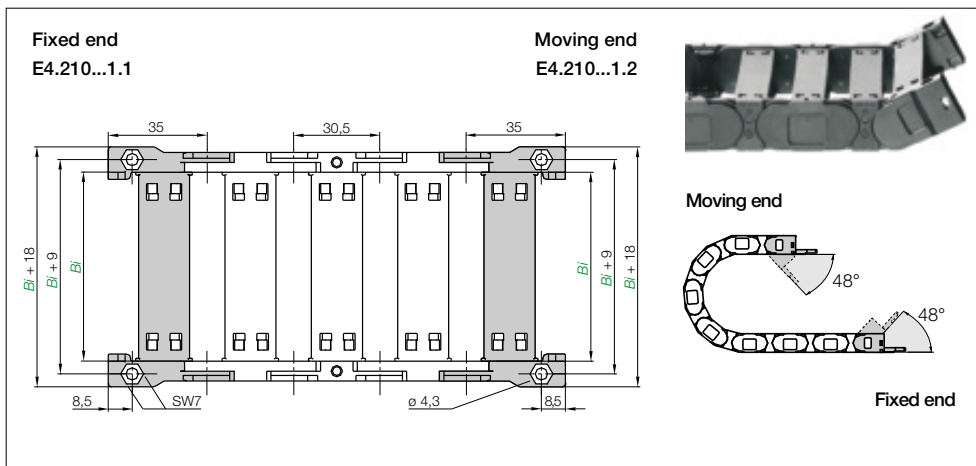 Fixed end
E4.210...1.1
Moving end
E4.210...1.2
35
30,5
35
Bi + 18
Bi + 9
Bi
Bi
Bi + 9
Bi + 18
8,5
SW7
ø 4,3
8,5
Moving end
48°
48°
Fixed end